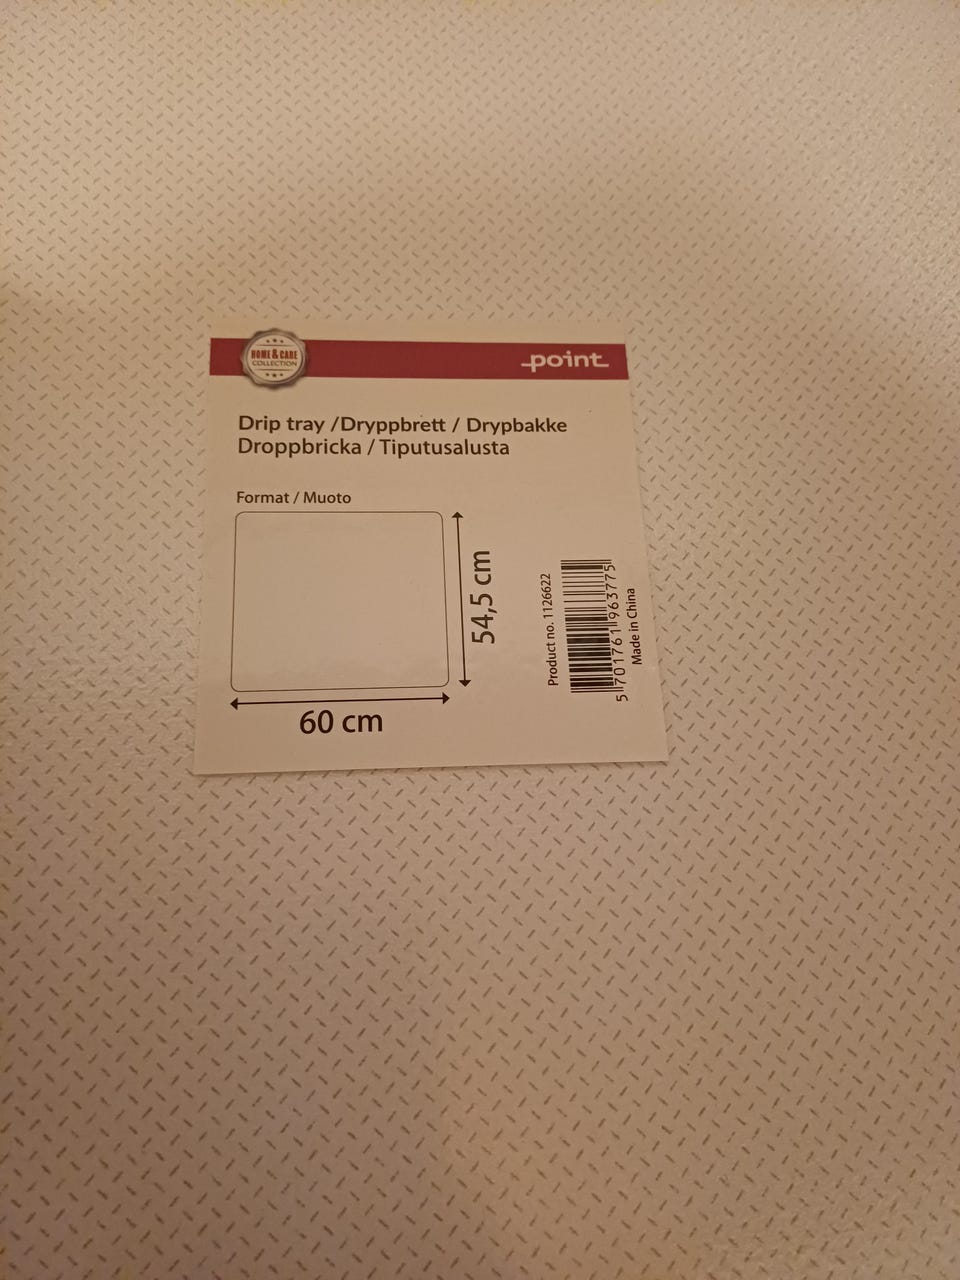 HOME & CARE
COLLECTION
point
Drip tray /Dryppbrett / Drypbakke
Droppbricka / Tiputusalusta
Format / Muoto
54,5 cm
60 cm
Product no. 1126622
5 701761 963775
Made in China